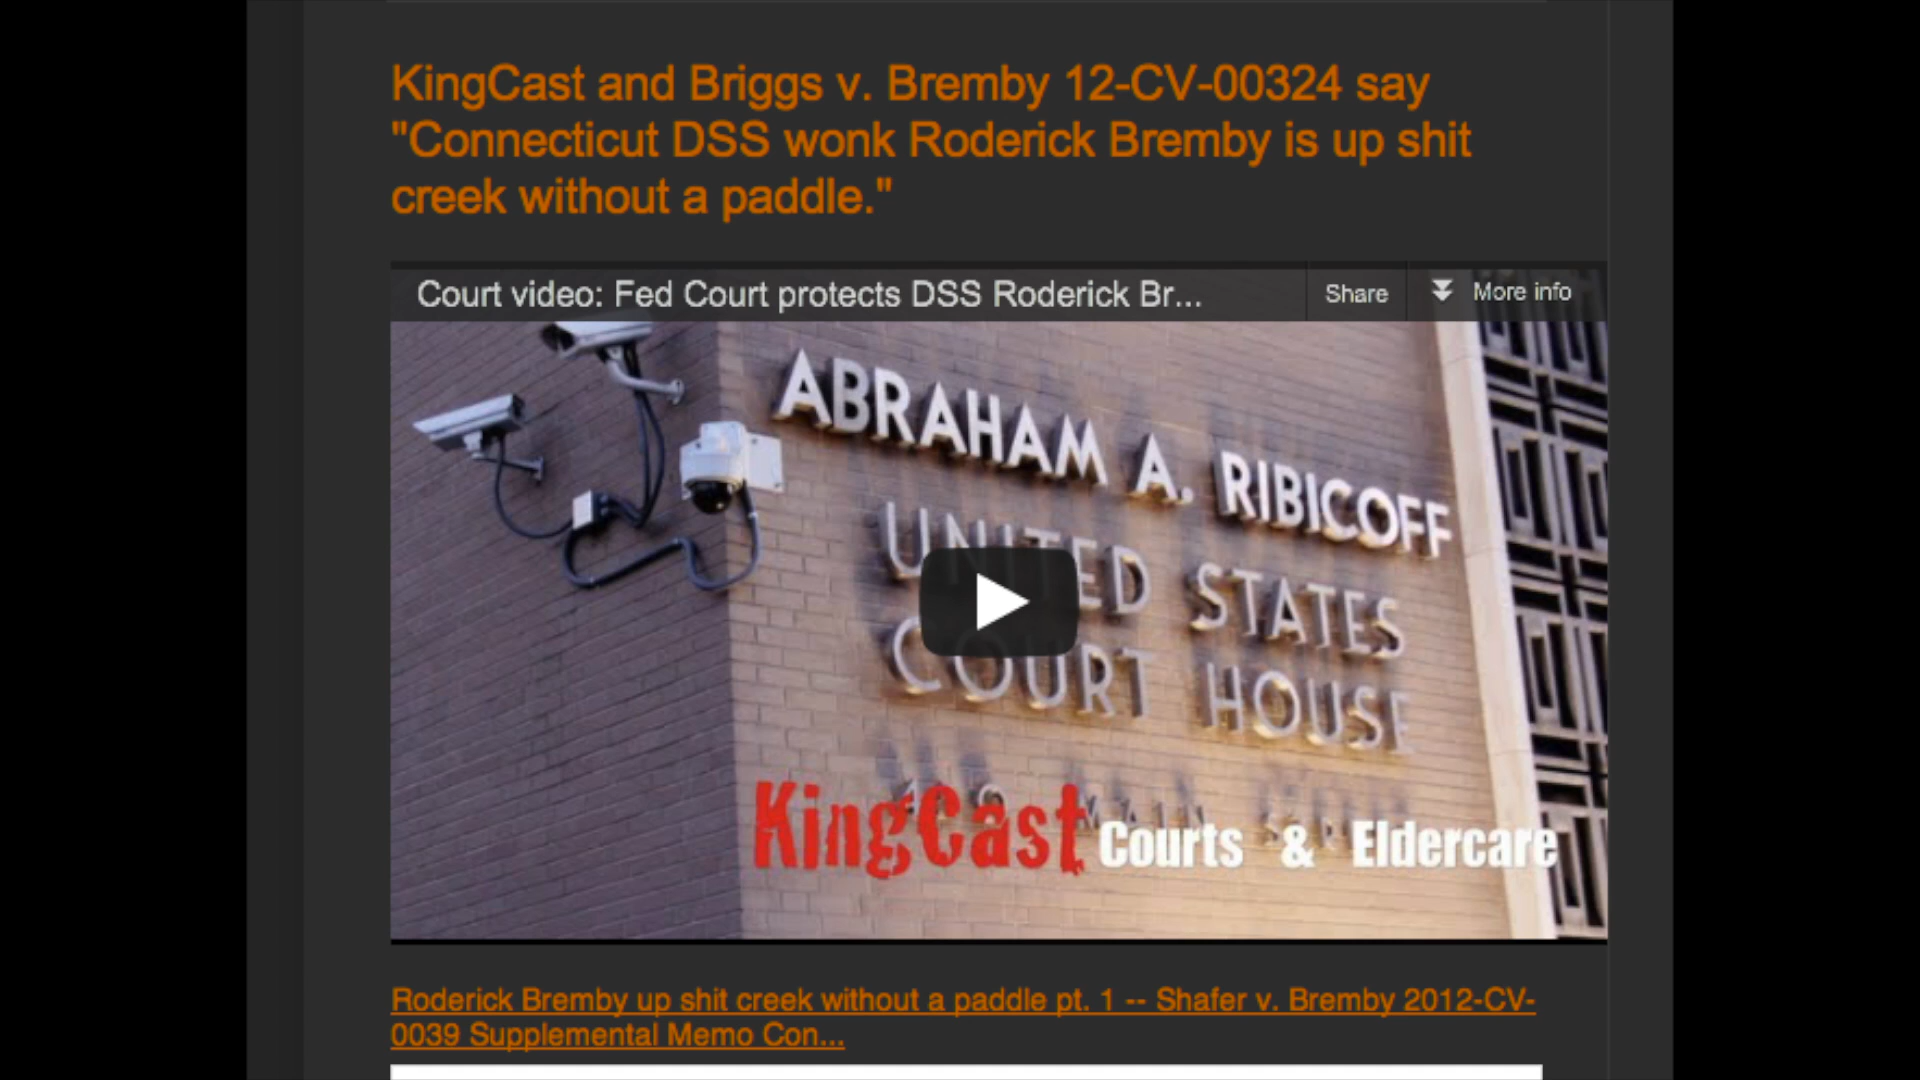 KingCast and Briggs v. Bremby 12-CV-00324 say
"Connecticut DSS wonk Roderick Bremby is up shit
creek without a paddle."
Court video: Fed Court protects DSS Roderick Br...
Share
More info
ABRAHAM A. RIBICOFF
UNITED STATES
COURT HOUSE
MAIN
KingCast Courts & Eldercare
Roderick Bremby up shit creek without a paddle pt. 1 -- Shafer v. Bremby 2012-CV-
0039 Supplemental Memo Con...